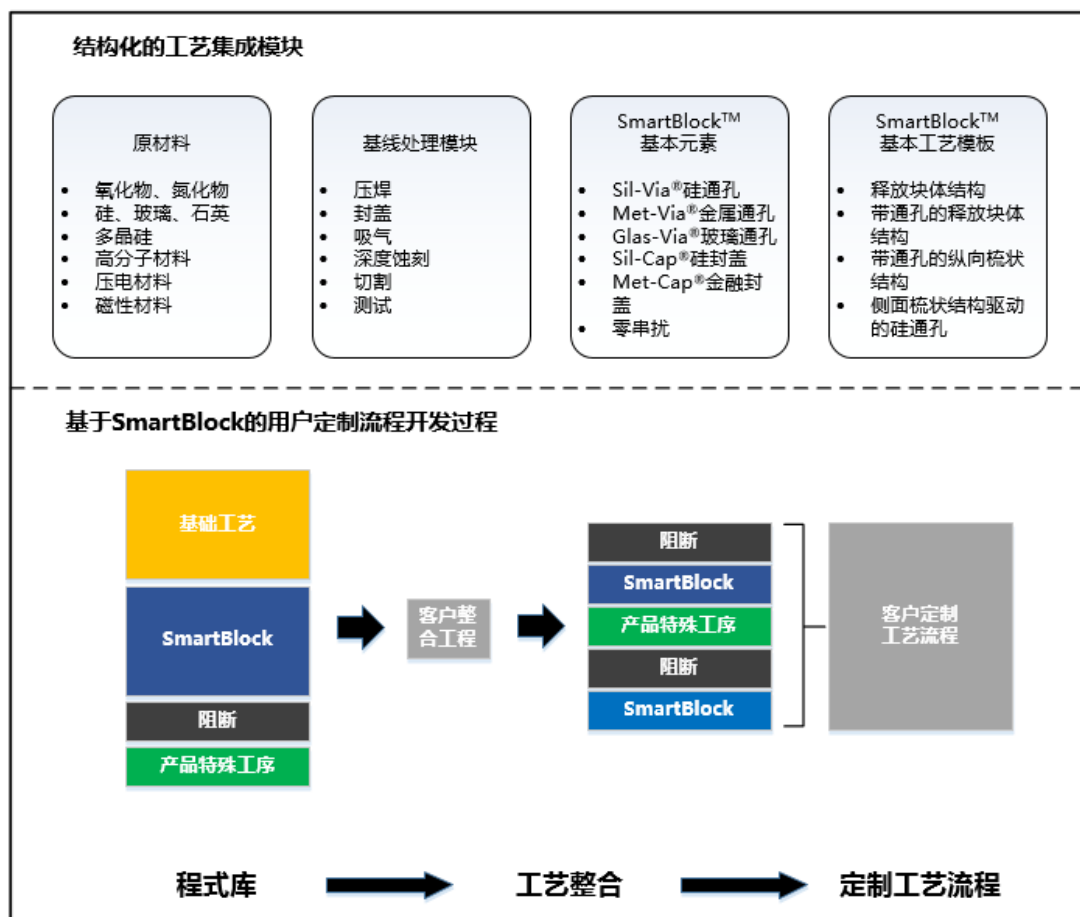 结构化的工艺集成模块
原材料
• 氧化物、氮化物
• 硅、玻璃、石英
• 多晶硅
• 高分子材料
• 压电材料
• 磁性材料
基线处理模块
• 压焊
• 封盖
• 吸气
• 深度蚀刻
• 切割
• 测试
SmartBlock™
基本元素
• Sil-Via®硅通孔
• Met-Via®金属通孔
• Glas-Via®玻璃通孔
• Sil-Cap®硅封盖
• Met-Cap®金融封
盖
• 零串扰
SmartBlock™
基本工艺模板
• 释放块体结构
• 带通孔的释放块体
结构
• 带通孔的纵向梳状
结构
• 侧面梳状结构驱动
的硅通孔
基于SmartBlock的用户定制流程开发过程
基础工艺
SmartBlock
阻断
产品特殊工序
客户整
合工程
阻断
SmartBlock
产品特殊工序
阻断
SmartBlock
客户定制
工艺流程
程式库
工艺整合
定制工艺流程